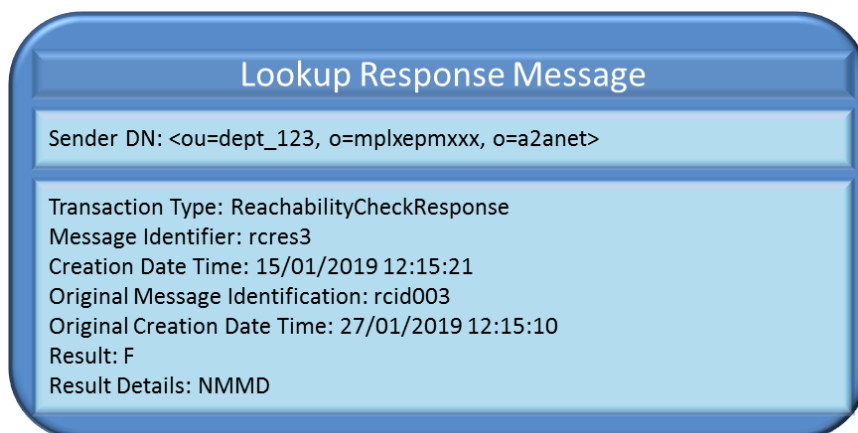 Lookup Response Message
Sender DN: <ou=dept_123, o=mplxepmxxx, o=a2anet>
Transaction Type: ReachabilityCheckResponse
Message Identifier: rcres3
Creation Date Time: 15/01/2019 12:15:21
Original Message Identification: rcid003
Original Creation Date Time: 27/01/2019 12:15:10
Result: F
Result Details: NMMD